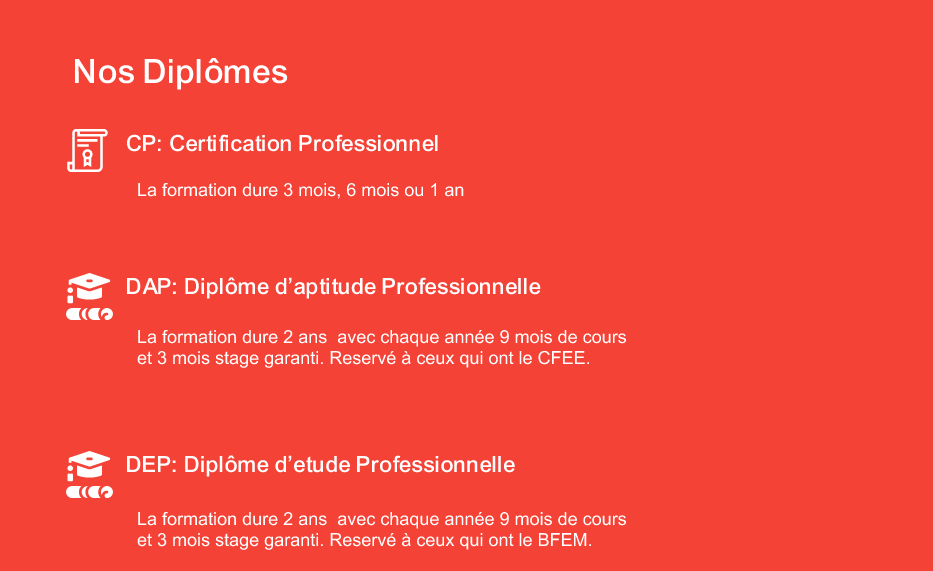 Nos Diplômes
CP: Certification Professionnel
La formation dure 3 mois, 6 mois ou 1 an
DAP: Diplôme d’aptitude Professionnelle
La formation dure 2 ans  avec chaque année 9 mois de cours
et 3 mois stage garanti. Reservé à ceux qui ont le CFEE.
DEP: Diplôme d’etude Professionnelle
La formation dure 2 ans  avec chaque année 9 mois de cours
et 3 mois stage garanti. Reservé à ceux qui ont le BFEM.